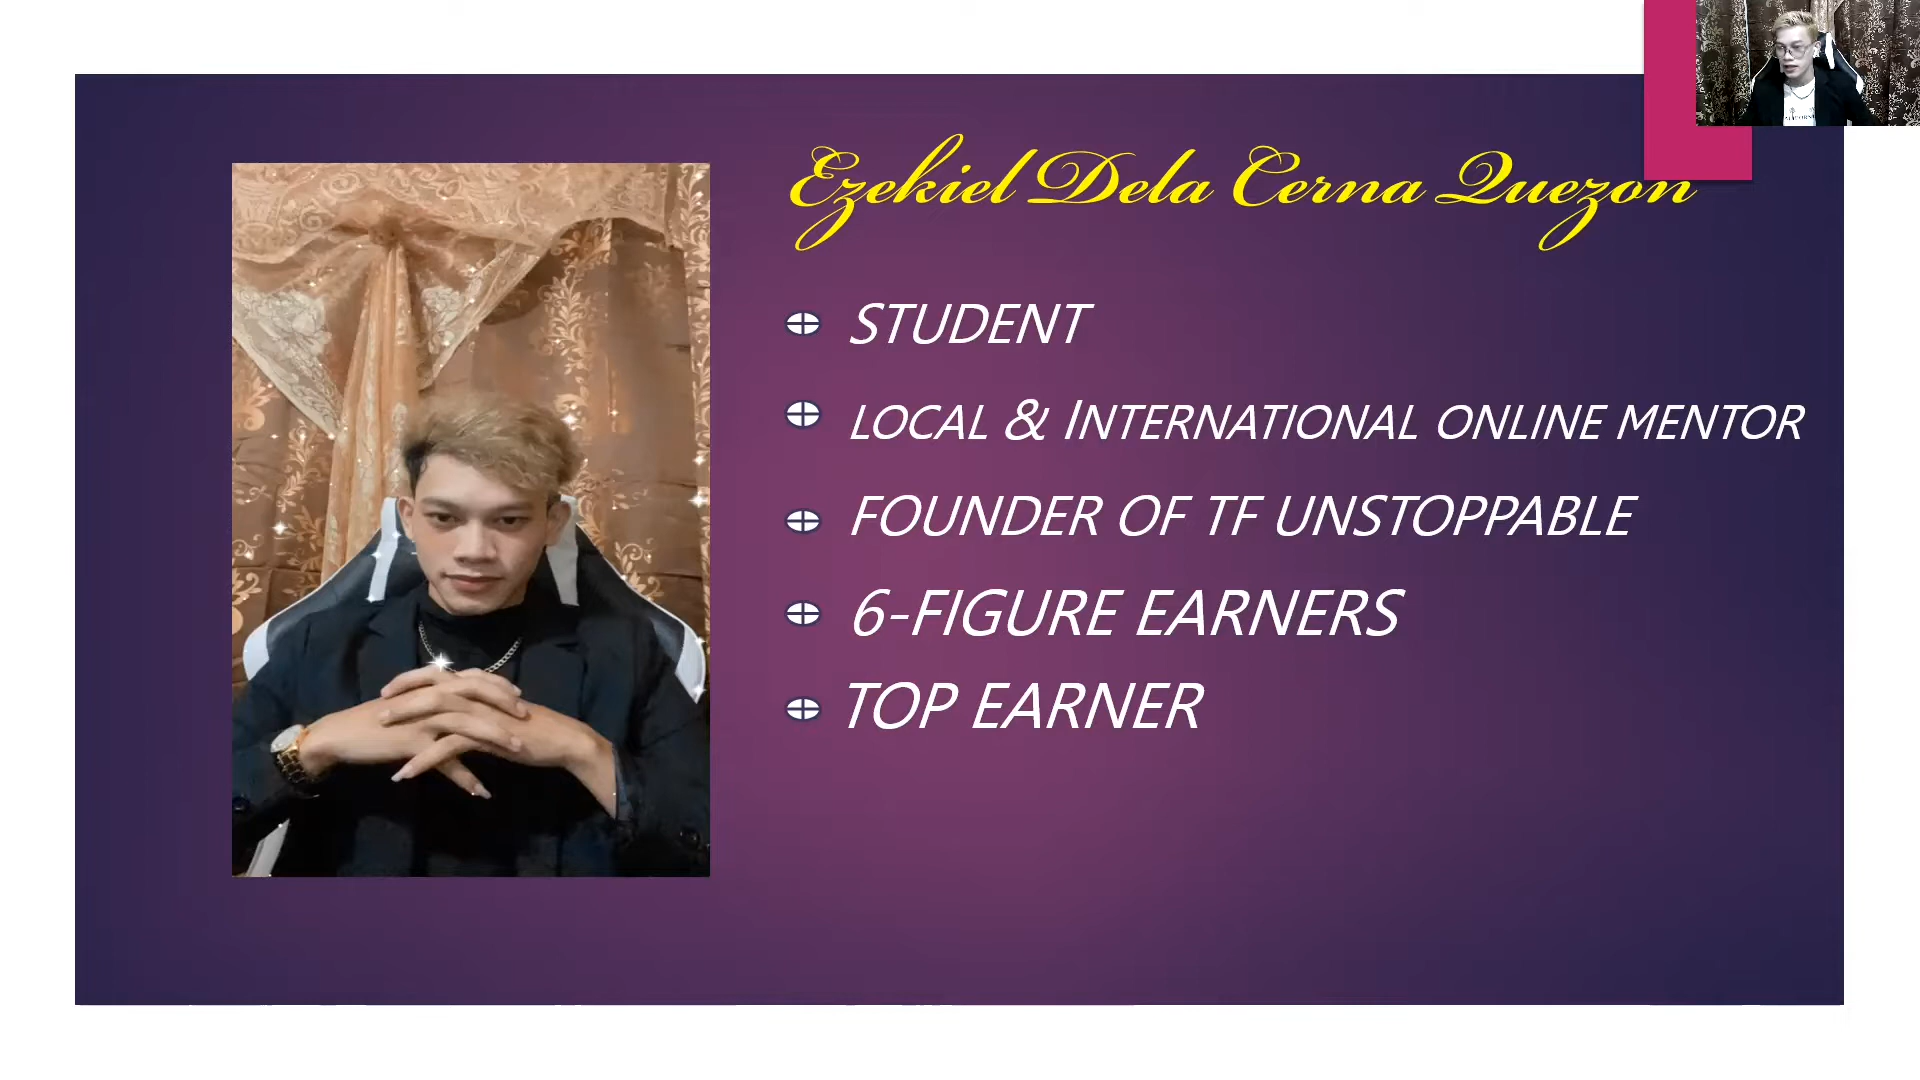 Ezekiel Dela Cerna Quezon
STUDENT
LOCAL & INTERNATIONAL ONLINE MENTOR
FOUNDER OF TF UNSTOPPABLE
6-FIGURE EARNERS
TOP EARNER